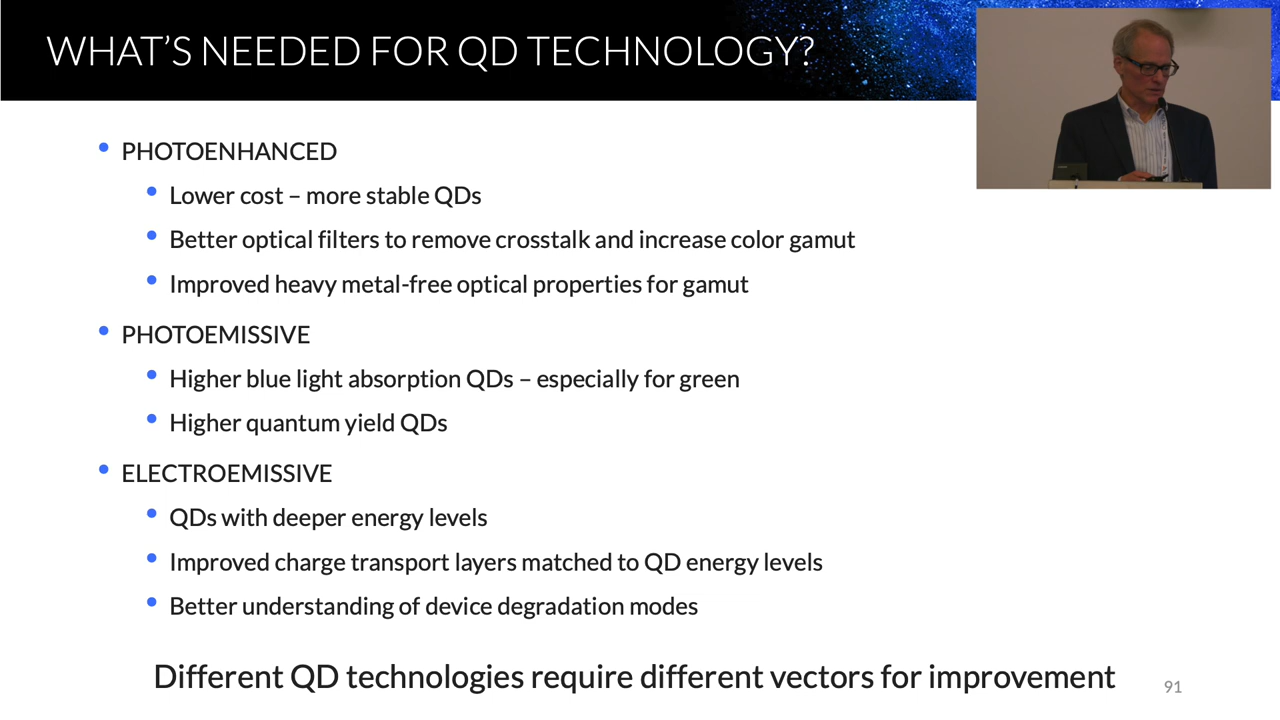 WHAT'S NEEDED FOR QD TECHNOLOGY?
• PHOTOENHANCED
• Lower cost – more stable QDs
• Better optical filters to remove crosstalk and increase color gamut
• Improved heavy metal-free optical properties for gamut
• PHOTOEMISSIVE
• Higher blue light absorption QDs – especially for green
• Higher quantum yield QDs
• ELECTROEMISSIVE
• QDs with deeper energy levels
• Improved charge transport layers matched to QD energy levels
• Better understanding of device degradation modes
Different QD technologies require different vectors for improvement
91